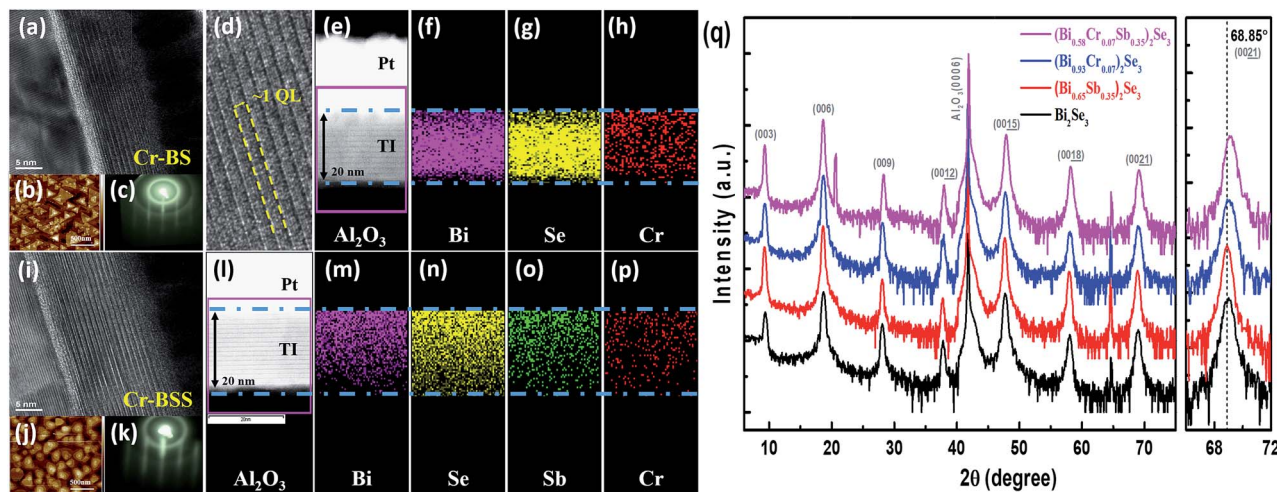 (a)
5 nm
Cr-BS
(b)
500nm
(c)
(d)
~1 QL
(e)
Pt
TI
20 nm
Al₂O₃
(f)
Bi
(g)
Se
(h)
Cr
(i)
5 nm
Cr-BSS
(j)
500nm
(k)
(l)
Pt
TI
20 nm
20nm
Al₂O₃
(m)
Bi
(n)
Se
(o)
Sb
(p)
Cr
(q)
Intensity (a.u.)
(Bi₀.₅₈Cr₀.₀₇Sb₀.₃₅)₂Se₃
(Bi₀.₉₃Cr₀.₀₇)₂Se₃
(Bi₀.₆₅Sb₀.₃₅)₂Se₃
Bi₂Se₃
(003)
(006)
(009)
(0012)
Al₂O₃(0006)
(0015)
(0018)
(0021)
10 20 30 40 50 60 70
2θ (degree)
68.85°
(0021)
68 70 72